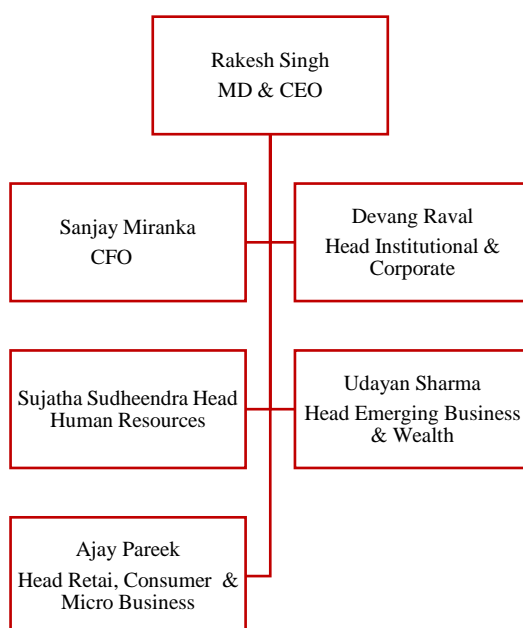 Rakesh Singh
MD & CEO
Sanjay Miranka
CFO
Devang Raval
Head Institutional &
Corporate
Sujatha Sudheendra Head
Human Resources
Udayan Sharma
Head Emerging Business
& Wealth
Ajay Pareek
Head Retai, Consumer &
Micro Business